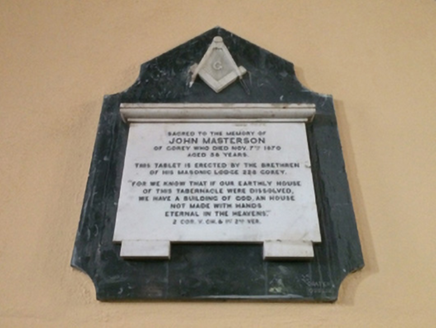 G
SACRED TO THE MEMORY OF
JOHN MASTERSON
OF GOREY WHO DIED NOV. 7TH 1870
AGED 38 YEARS.
THIS TABLET IS ERECTED BY THE BRETHREN
OF HIS MASONIC LODGE 228 GOREY.
"FOR WE KNOW THAT IF OUR EARTHLY HOUSE
OF THIS TABERNACLE WERE DISSOLVED,
WE HAVE A BUILDING OF GOD, AN HOUSE
NOT MADE WITH HANDS
ETERNAL IN THE HEAVENS."
2 COR. V. CH. & 1ST 2ND VER.